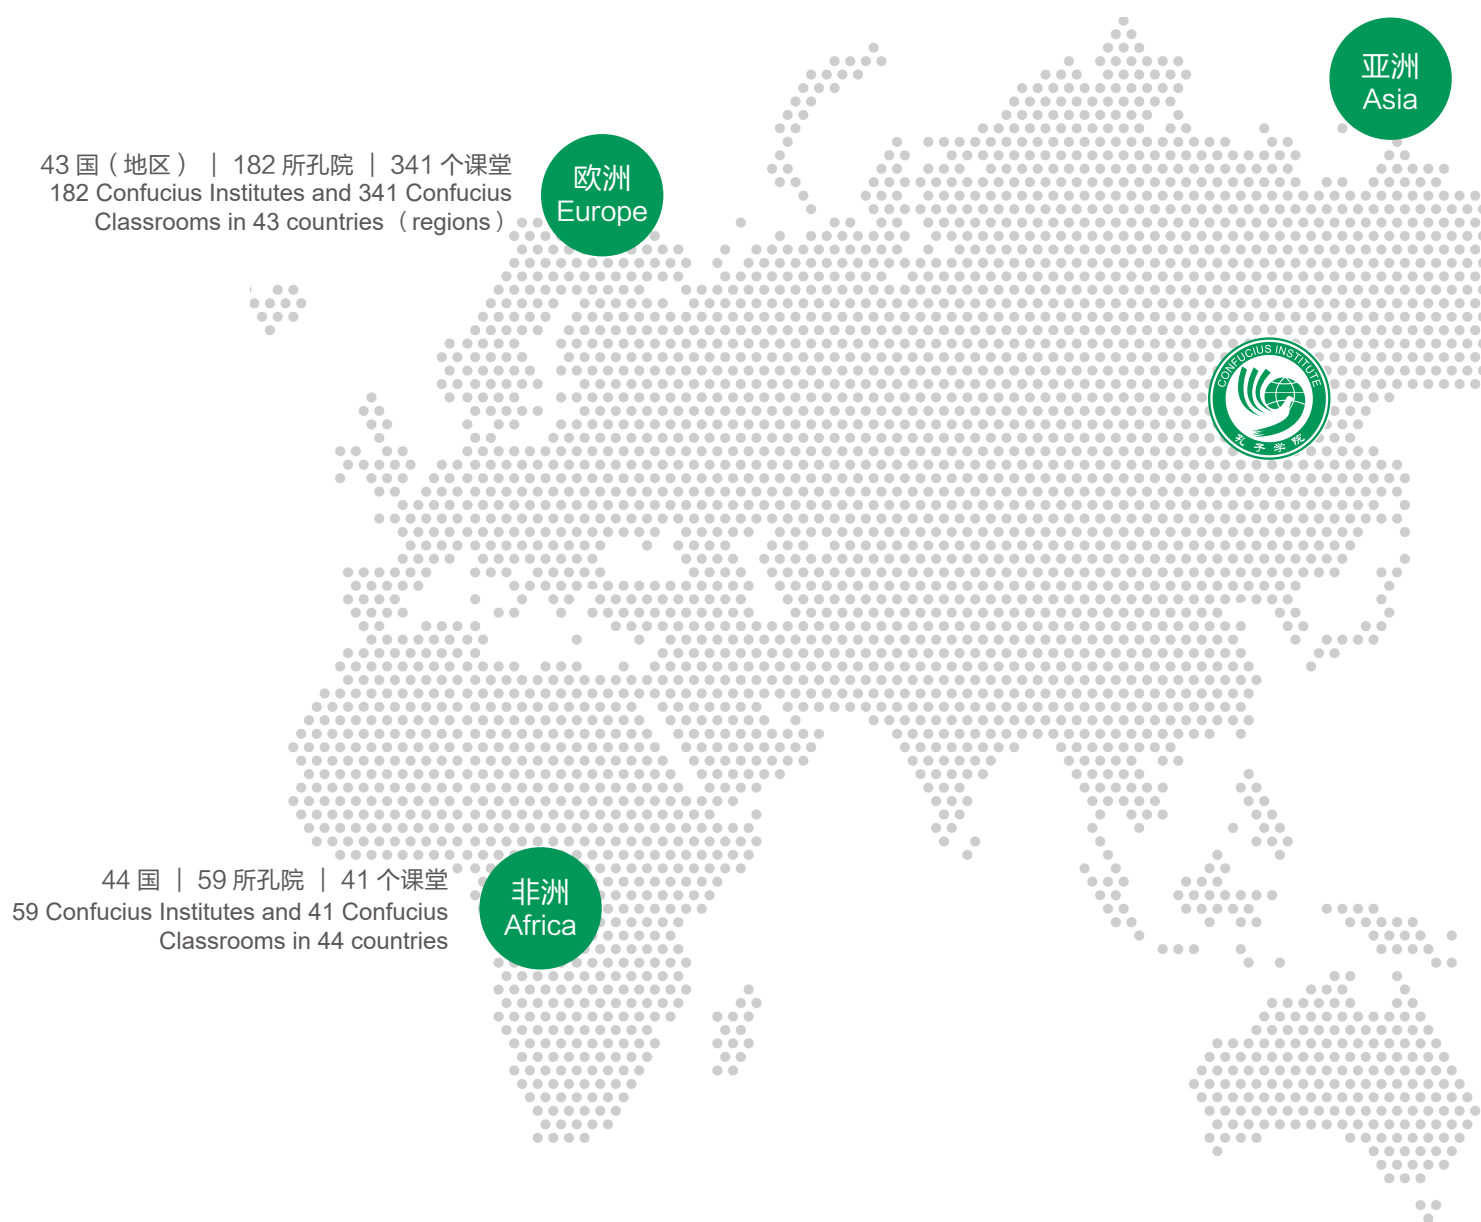 亚洲
Asia
43 国（地区） | 182 所孔院 | 341 个课堂
182 Confucius Institutes and 341 Confucius
Classrooms in 43 countries（regions）
欧洲
Europe
CONFUCIUS INSTITUTE
孔子学院
44 国 | 59 所孔院 | 41 个课堂
59 Confucius Institutes and 41 Confucius
Classrooms in 44 countries
非洲
Africa